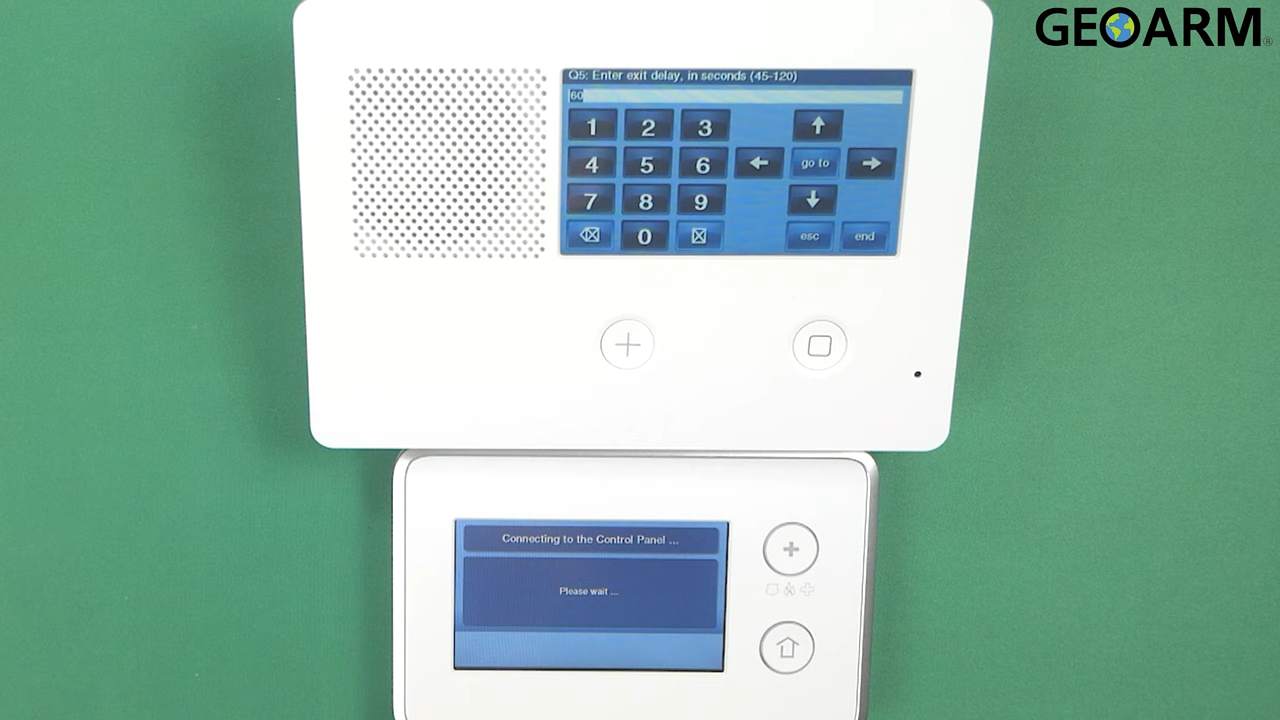 GEOARM®
Q5: Enter exit delay, in seconds (45-120)
60
1 2 3
4 5 6 go to
7 8 9
0 esc end
Connecting to the Control Panel ...
Please wait ...